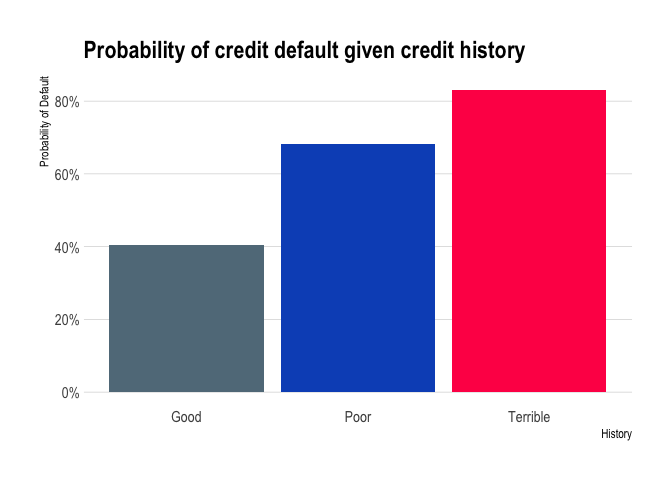 Probability of credit default given credit history
Probability of Default
80%
60%
40%
20%
0%
Good Poor Terrible
History